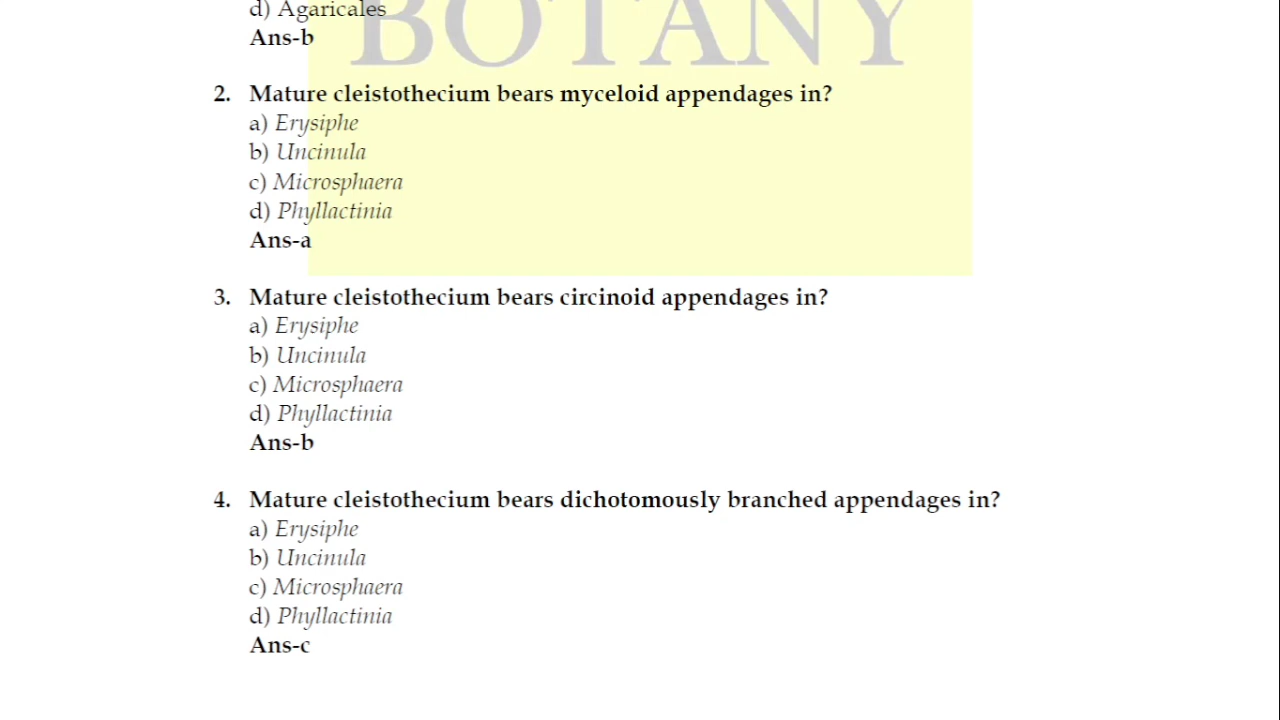 d) Agaricales
BOTANY
Ans-b
2. Mature cleistothecium bears myceloid appendages in?
a) Erysiphe
b) Uncinula
c) Microsphaera
d) Phyllactinia
Ans-a
3. Mature cleistothecium bears circinoid appendages in?
a) Erysiphe
b) Uncinula
c) Microsphaera
d) Phyllactinia
Ans-b
4. Mature cleistothecium bears dichotomously branched appendages in?
a) Erysiphe
b) Uncinula
c) Microsphaera
d) Phyllactinia
Ans-c